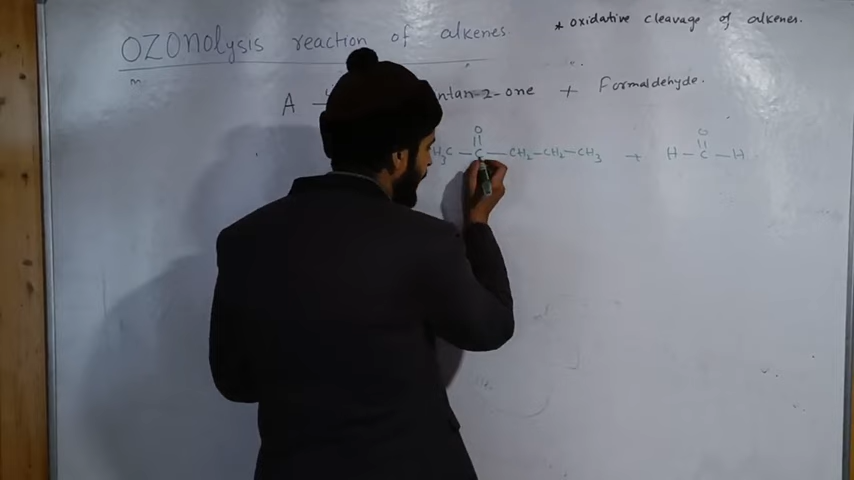 OZONolysis reaction of alkenes
* oxidative cleavage of alkenes.
A ntan-2-one + Formaldehyde.
O O
H3C - C - CH2 - CH2 - CH3 + H - C - H